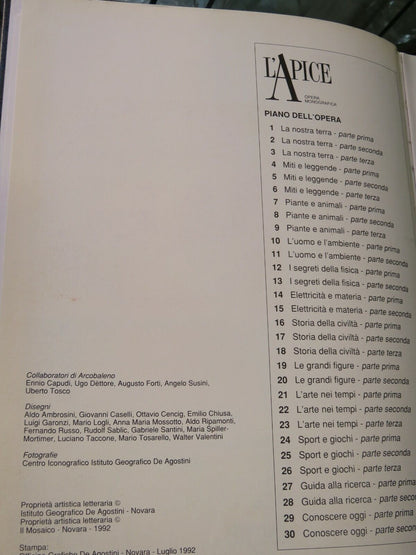 L'APICE
OPERA
MONOGRAFICA
PIANO DELL'OPERA
1 La nostra terra - parte prima
2 La nostra terra - parte seconda
3 La nostra terra - parte terza
4 Miti e leggende - parte prima
5 Miti e leggende - parte seconda
6 Miti e leggende - parte terza
7 Piante e animali - parte prima
8 Piante e animali - parte seconda
9 Piante e animali - parte terza
10 L'uomo e l'ambiente - parte prima
11 L'uomo e l'ambiente - parte seconda
12 I segreti della fisica - parte prima
13 I segreti della fisica - parte seconda
14 Elettricità e materia - parte prima
15 Elettricità e materia - parte seconda
16 Storia della civiltà - parte prima
17 Storia della civiltà - parte seconda
18 Storia della civiltà - parte terza
19 Le grandi figure - parte prima
20 Le grandi figure - parte seconda
21 L'arte nei tempi - parte prima
22 L'arte nei tempi - parte seconda
23 L'arte nei tempi - parte terza
24 Sport e giochi - parte prima
25 Sport e giochi - parte seconda
26 Sport e giochi - parte terza
27 Guida alla ricerca - parte prima
28 Guida alla ricerca - parte seconda
29 Conoscere oggi - parte prima
30 Conoscere oggi - parte seconda
Collaboratori di Arcobaleno
Ennio Capudi, Ugo Dèttore, Augusto Forti, Angelo Susini,
Uberto Tosco
Disegni
Aldo Ambrosini, Giovanni Caselli, Ottavio Cencig, Emilio Chiusa,
Luigi Garonzi, Mario Logli, Anna Maria Mossotto, Aldo Ripamonti,
Fernando Russo, Rudolf Sablic, Gabriele Santini, Maria Spiller-
Mortimer, Luciano Taccone, Mario Tosarello, Walter Valentini
Fotografie
Centro Iconografico Istituto Geografico De Agostini
Proprietà artistica letteraria ©
Istituto Geografico De Agostini - Novara
Proprietà artistica letteraria ©
Il Mosaico - Novara - 1992
Stampa:
Officine Grafiche De Agostini - Novara - Luglio 1992